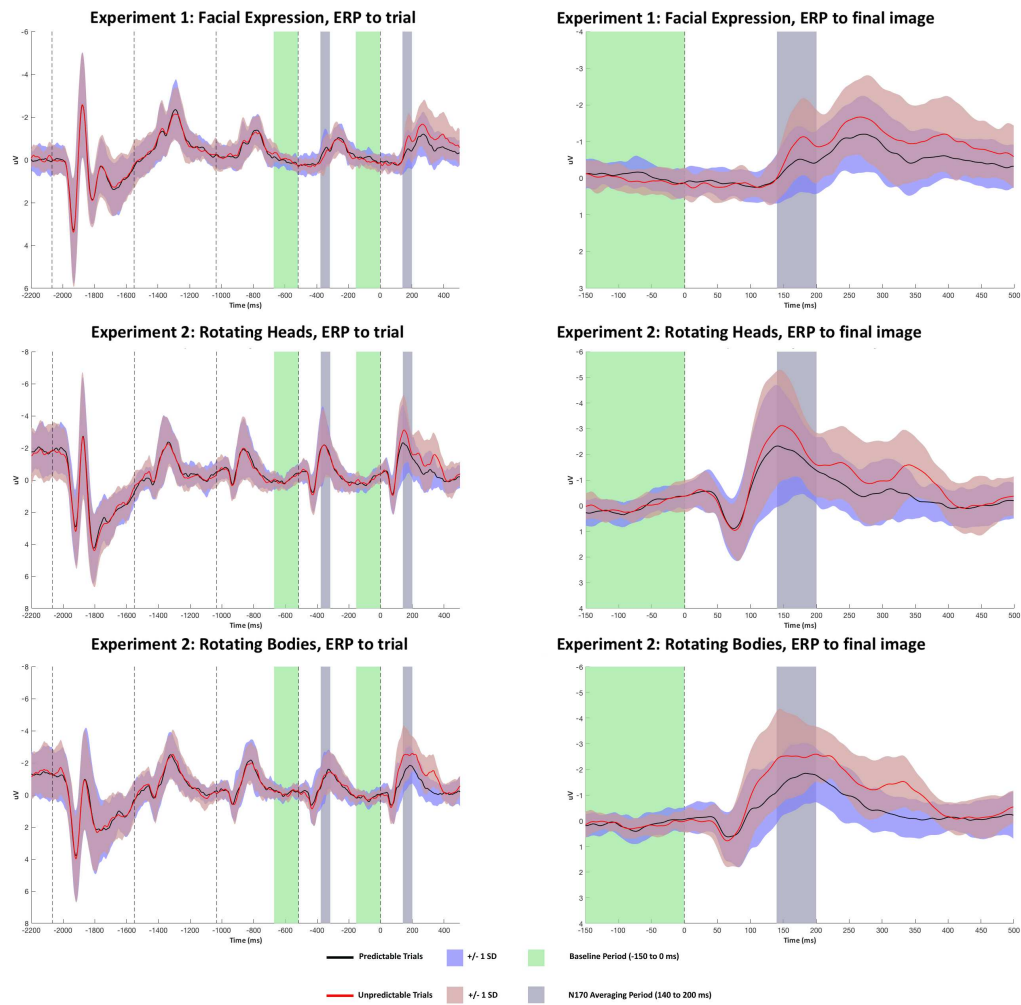 Experiment 1: Facial Expression, ERP to trial
-6
-4
-2
0
2
4
6
uV
-2200 -2000 -1800 -1600 -1400 -1200 -1000 -800 -600 -400 -200 0 200 400
Time (ms)
Experiment 1: Facial Expression, ERP to final image
-4
-3
-2
-1
0
1
2
3
uV
-150 -100 -50 0 50 100 150 200 250 300 350 400 450 500
Time (ms)
Experiment 2: Rotating Heads, ERP to trial
-8
-6
-4
-2
0
2
4
6
8
uV
-2200 -2000 -1800 -1600 -1400 -1200 -1000 -800 -600 -400 -200 0 200 400
Time (ms)
Experiment 2: Rotating Heads, ERP to final image
-6
-5
-4
-3
-2
-1
0
1
2
3
4
uV
-150 -100 -50 0 50 100 150 200 250 300 350 400 450 500
Time (ms)
Experiment 2: Rotating Bodies, ERP to trial
-8
-6
-4
-2
0
2
4
6
8
uV
-2200 -2000 -1800 -1600 -1400 -1200 -1000 -800 -600 -400 -200 0 200 400
Time (ms)
Experiment 2: Rotating Bodies, ERP to final image
-6
-5
-4
-3
-2
-1
0
1
2
3
4
uV
-150 -100 -50 0 50 100 150 200 250 300 350 400 450 500
Time (ms)
Predictable Trials +/- 1 SD Baseline Period (-150 to 0 ms)
Unpredictable Trials +/- 1 SD N170 Averaging Period (140 to 200 ms)